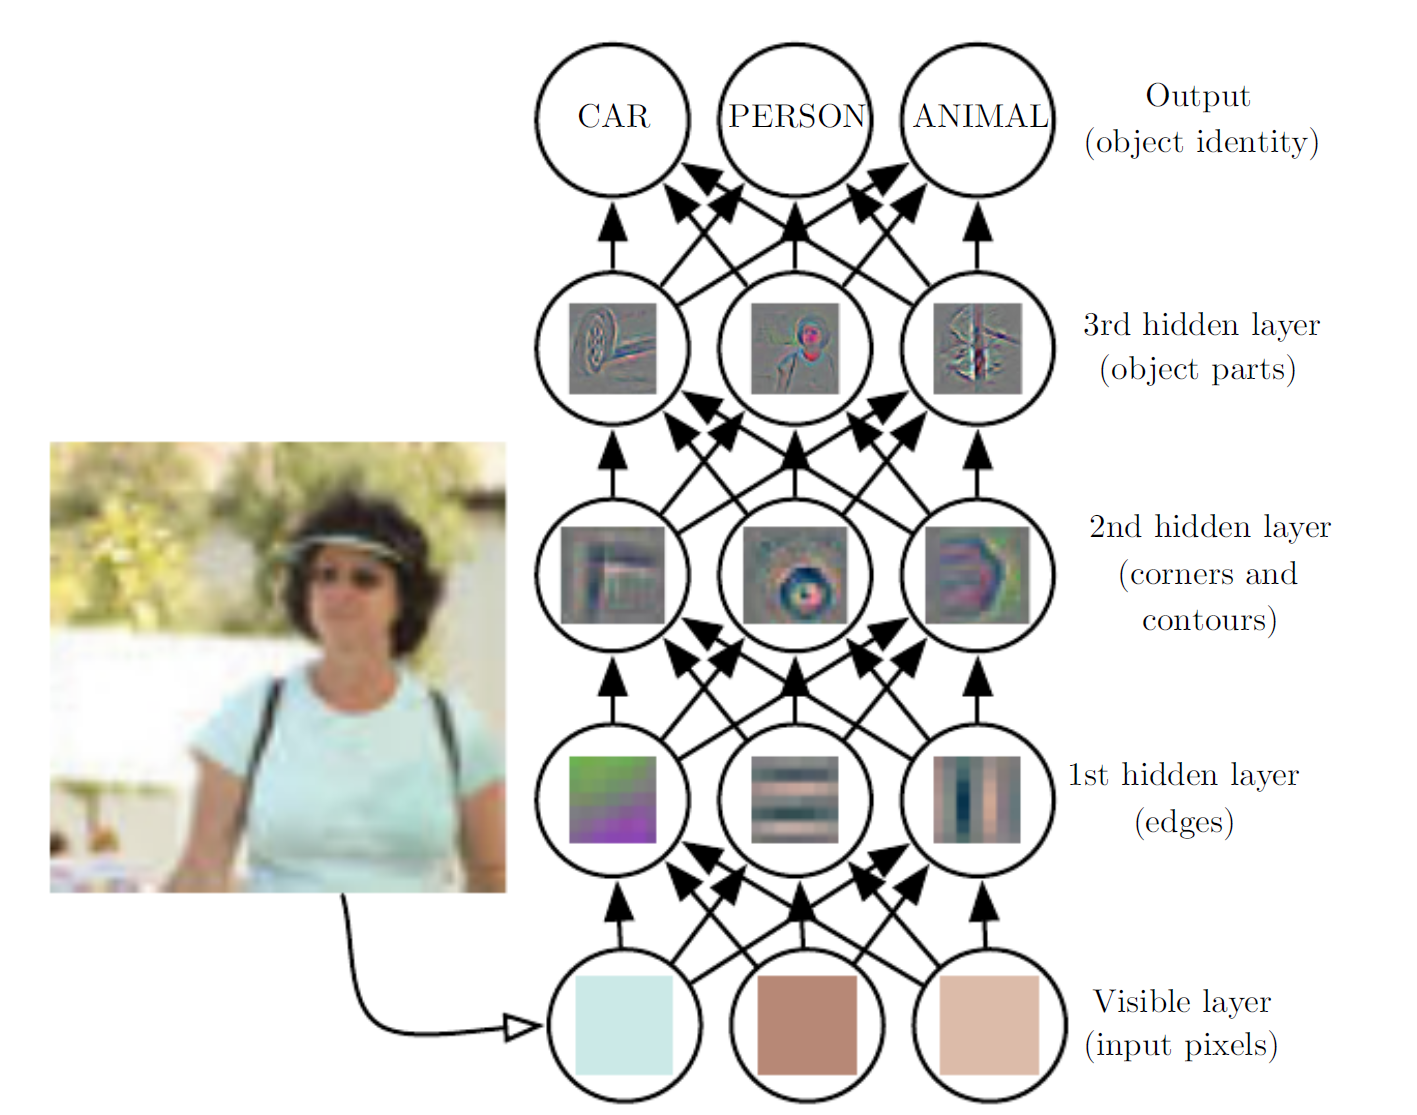 CAR
PERSON
ANIMAL
Output
(object identity)
3rd hidden layer
(object parts)
2nd hidden layer
(corners and
contours)
1st hidden layer
(edges)
Visible layer
(input pixels)